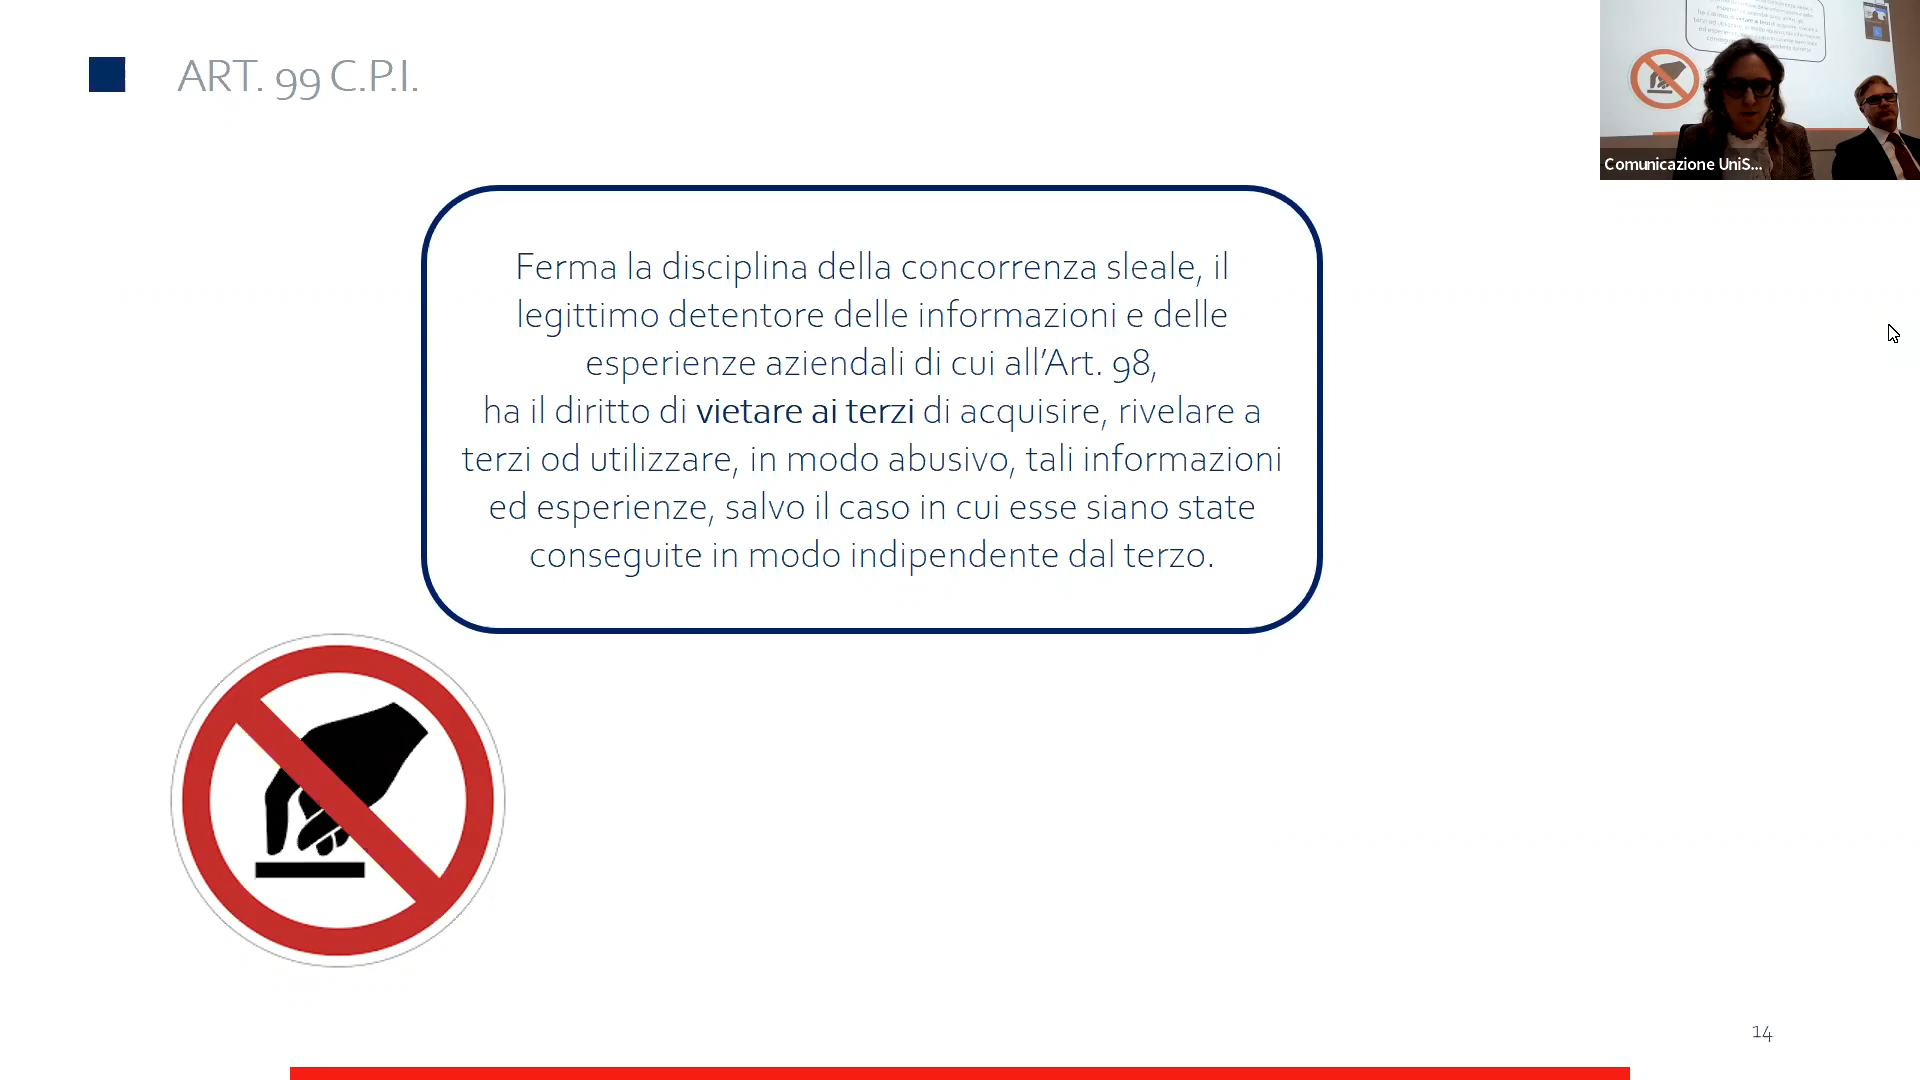 ART. 99 C.P.I.
Comunicazione UniS...
Ferma la disciplina della concorrenza sleale, il
legittimo detentore delle informazioni e delle
esperienze aziendali di cui all’Art. 98,
ha il diritto di vietare ai terzi di acquisire, rivelare a
terzi od utilizzare, in modo abusivo, tali informazioni
ed esperienze, salvo il caso in cui esse siano state
conseguite in modo indipendente dal terzo.
14